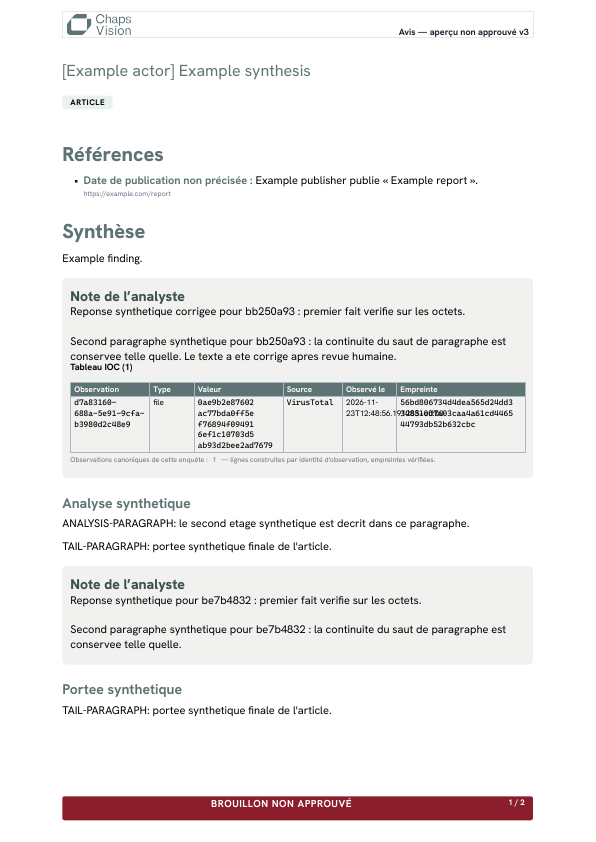 Chaps
Vision
Avis — aperçu non approuvé v3
[Example actor] Example synthesis
ARTICLE
Références
• Date de publication non précisée : Example publisher publie « Example report ».
https://example.com/report
Synthèse
Example finding.
Note de l’analyste
Reponse synthetique corrigee pour bb250a93 : premier fait verifie sur les octets.
Second paragraphe synthetique pour bb250a93 : la continuite du saut de paragraphe est
conservee telle quelle. Le texte a ete corrige apres revue humaine.
Tableau IOC (1)
Observation Type Valeur Source Observé le Empreinte
d7a83160-
688a-5e91-9cfa-
b3980d2c48e9
file
0ae9b2e87602
ac77bda0ff5e
f76894f09491
6ef1c10703d5
ab93d2bee2ad7679
VirusTotal
2026-11-
56bd806734d4dea565d24dd3
44793db52b632cbc
Observations canoniques de cette enquête : 1 — lignes construites par identité d’observation, empreintes vérifiées.
Analyse synthetique
ANALYSIS-PARAGRAPH: le second etage synthetique est decrit dans ce paragraphe.
TAIL-PARAGRAPH: portee synthetique finale de l'article.
Note de l’analyste
Reponse synthetique pour be7b4832 : premier fait verifie sur les octets.
Second paragraphe synthetique pour be7b4832 : la continuite du saut de paragraphe est
conservee telle quelle.
Portee synthetique
TAIL-PARAGRAPH: portee synthetique finale de l'article.
BROUILLON NON APPROUVÉ
1 / 2